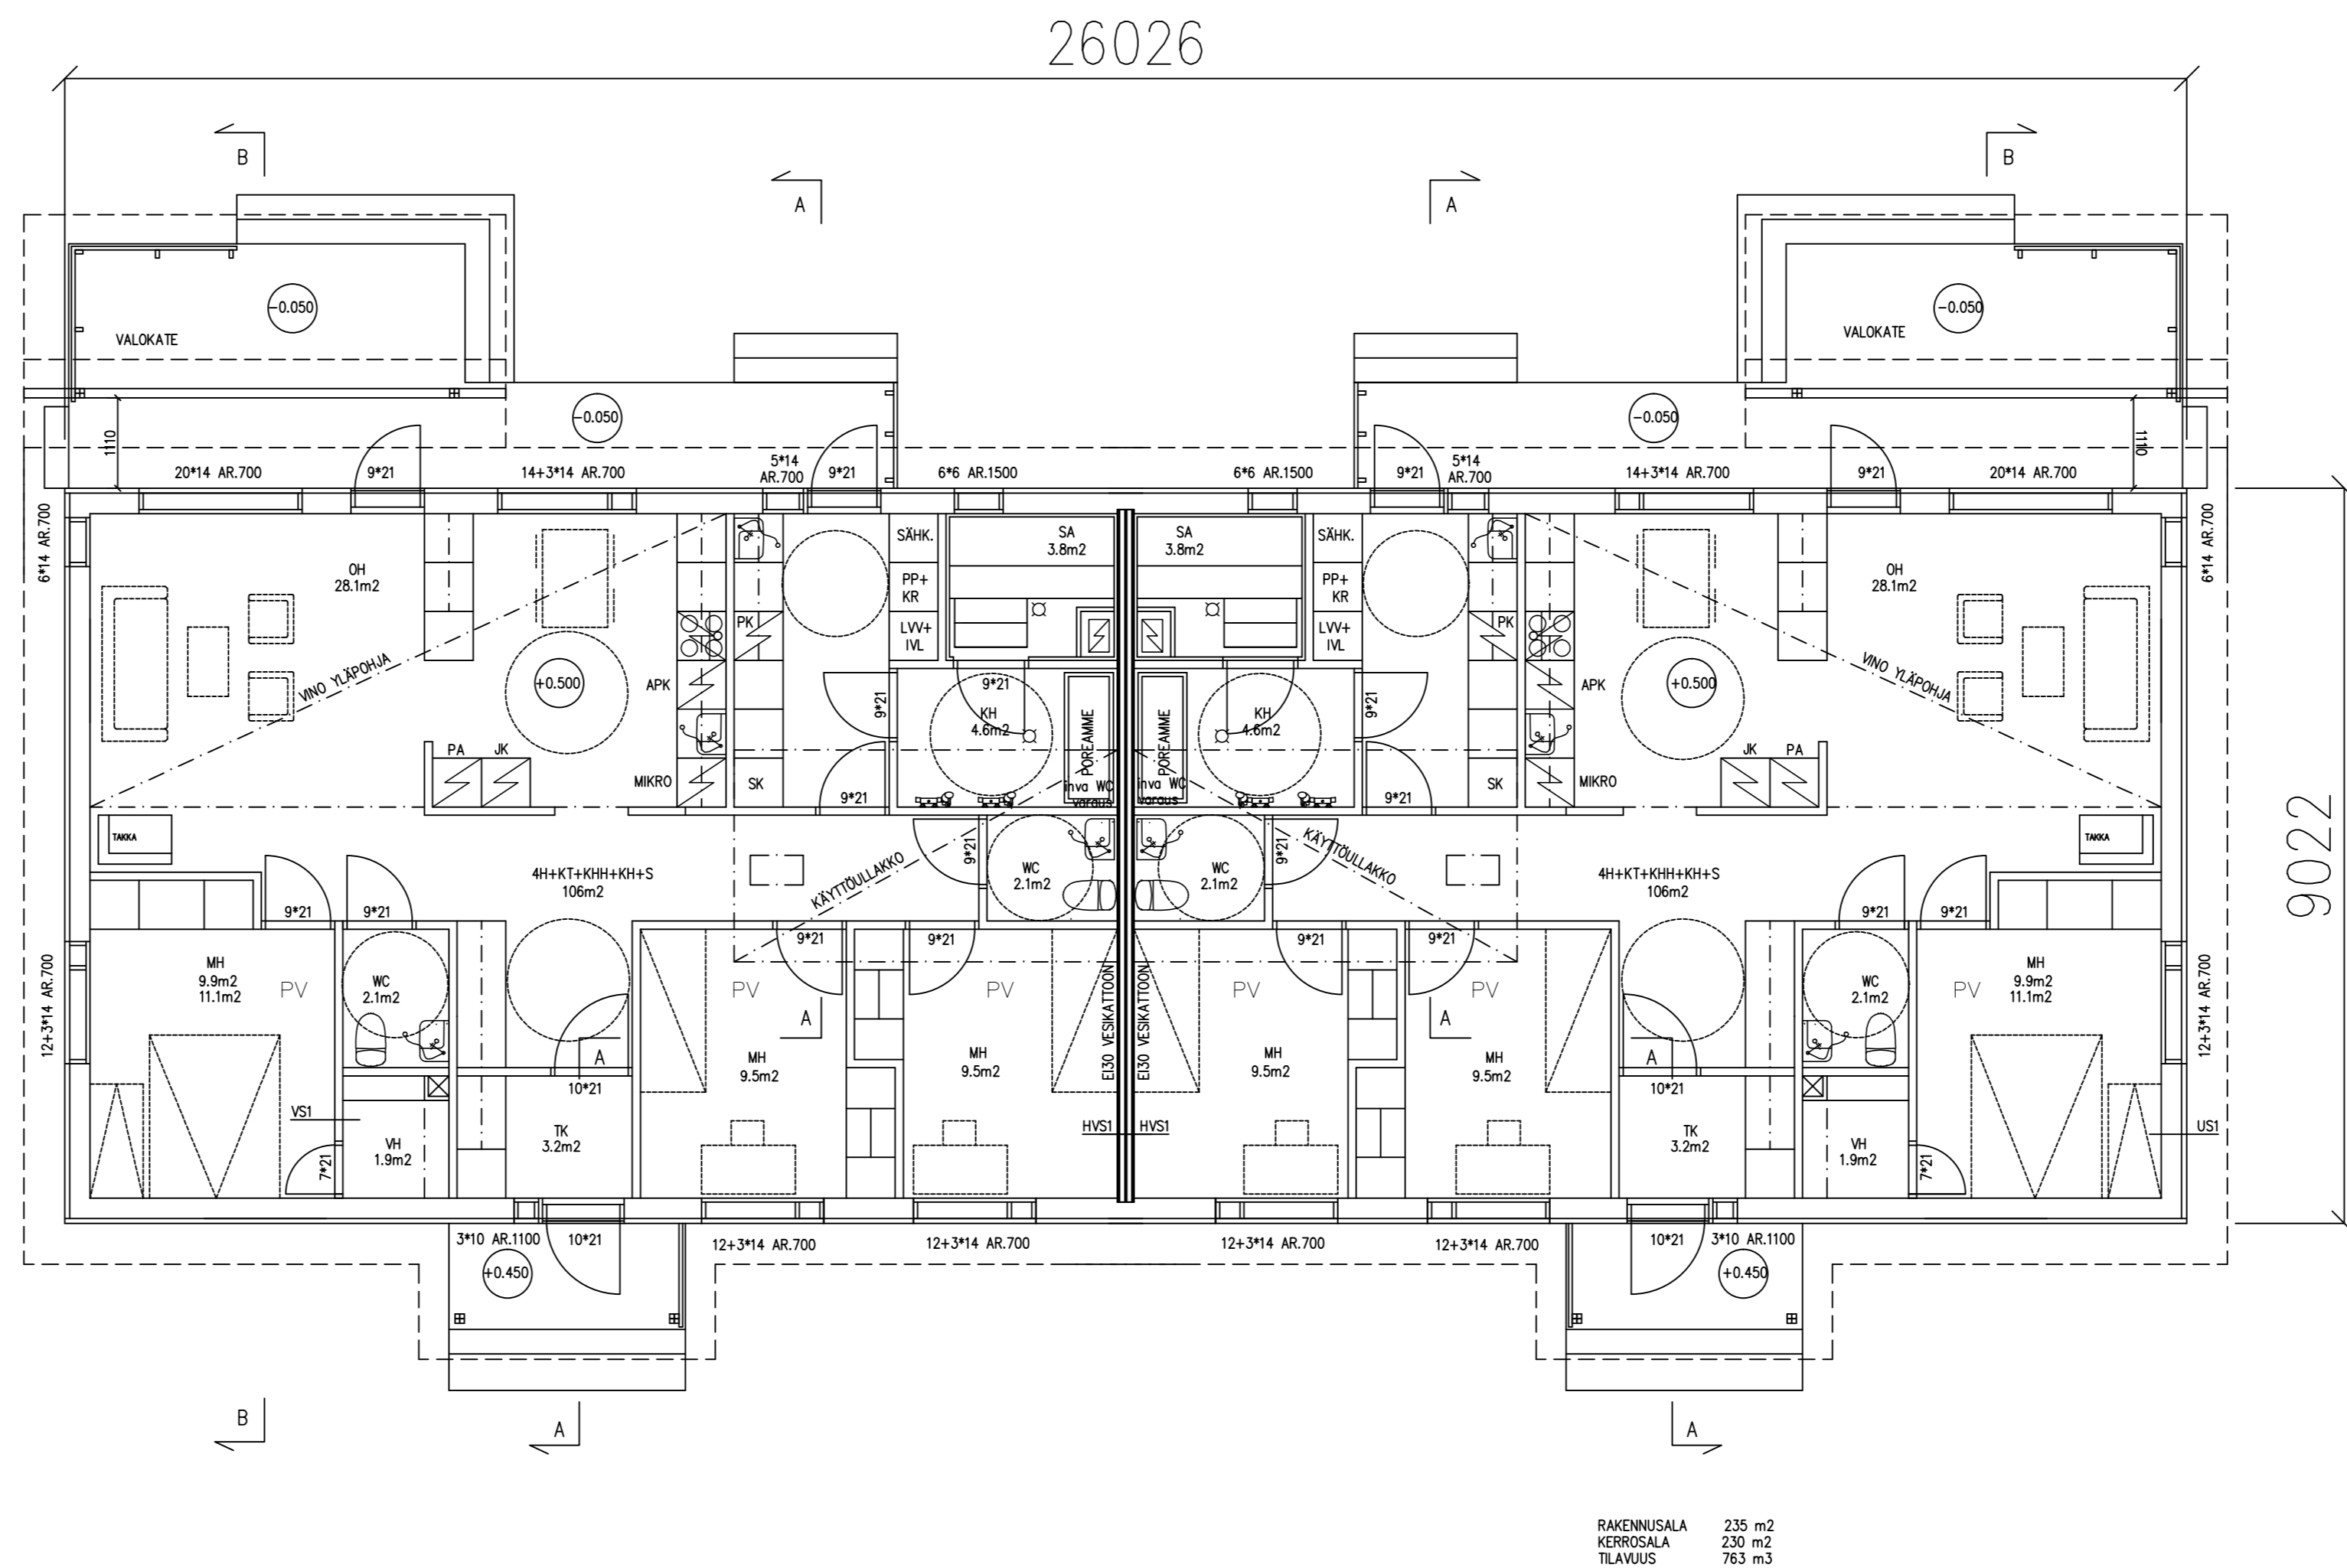 26026
B
B
A
A
-0.050
-0.050
VALOKATE
VALOKATE
-0.050
-0.050
1110
1110
20*14 AR.700
9*21
14+3*14 AR.700
5*14
AR.700
9*21
6*6 AR.1500
6*6 AR.1500
9*21
5*14
AR.700
14+3*14 AR.700
9*21
20*14 AR.700
6*14 AR.700
6*14 AR.700
OH
28.1m2
SÄHK.
SA
3.8m2
SA
3.8m2
SÄHK.
OH
28.1m2
PP+
KR
PP+
KR
PK
LVV+
IVL
LVV+
IVL
PK
VINO YLÄPOHJA
+0.500
APK
9*21
9*21
KH
4.6m2
POREAMME
POREAMME
KH
4.6m2
9*21
APK
+0.500
VINO YLÄPOHJA
PA
JK
MIKRO
SK
9*21
inva WC
varaus
inva WC
varaus
9*21
SK
MIKRO
JK
PA
9022
TAKKA
TAKKA
4H+KT+KHH+KH+S
106m2
KÄYTTÖULLAKKO
9*21
WC
2.1m2
WC
2.1m2
9*21
KÄYTTÖULLAKKO
4H+KT+KHH+KH+S
106m2
9*21
9*21
9*21
9*21
9*21
9*21
9*21
9*21
12+3*14 AR.700
MH
9.9m2
11.1m2
PV
WC
2.1m2
PV
PV
EI30 VESIKATTOON
EI30 VESIKATTOON
PV
PV
WC
2.1m2
PV
MH
9.9m2
11.1m2
12+3*14 AR.700
A
A
A
A
MH
9.5m2
MH
9.5m2
MH
9.5m2
MH
9.5m2
10*21
10*21
VS1
VH
1.9m2
TK
3.2m2
HVS1
HVS1
TK
3.2m2
VH
1.9m2
US1
7*21
7*21
3*10 AR.1100
10*21
12+3*14 AR.700
12+3*14 AR.700
12+3*14 AR.700
12+3*14 AR.700
10*21
3*10 AR.1100
+0.450
+0.450
B
A
A
RAKENNUSALA 235 m2
KERROSALA 230 m2
TILAVUUS 763 m3